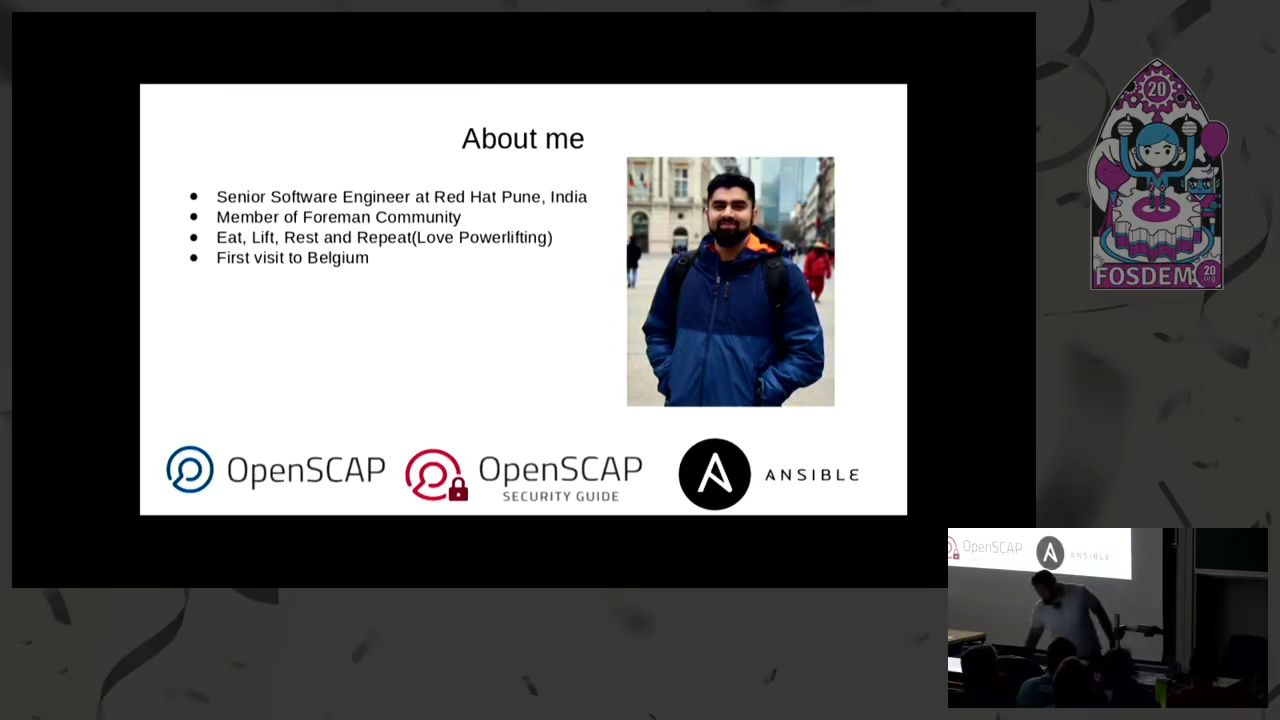 About me
Senior Software Engineer at Red Hat Pune, India
Member of Foreman Community
Eat, Lift, Rest and Repeat(Love Powerlifting)
First visit to Belgium
OpenSCAP
OpenSCAP
SECURITY GUIDE
ANSIBLE
20
FOSDEM
20
org
OpenSCAP
ANSIBLE